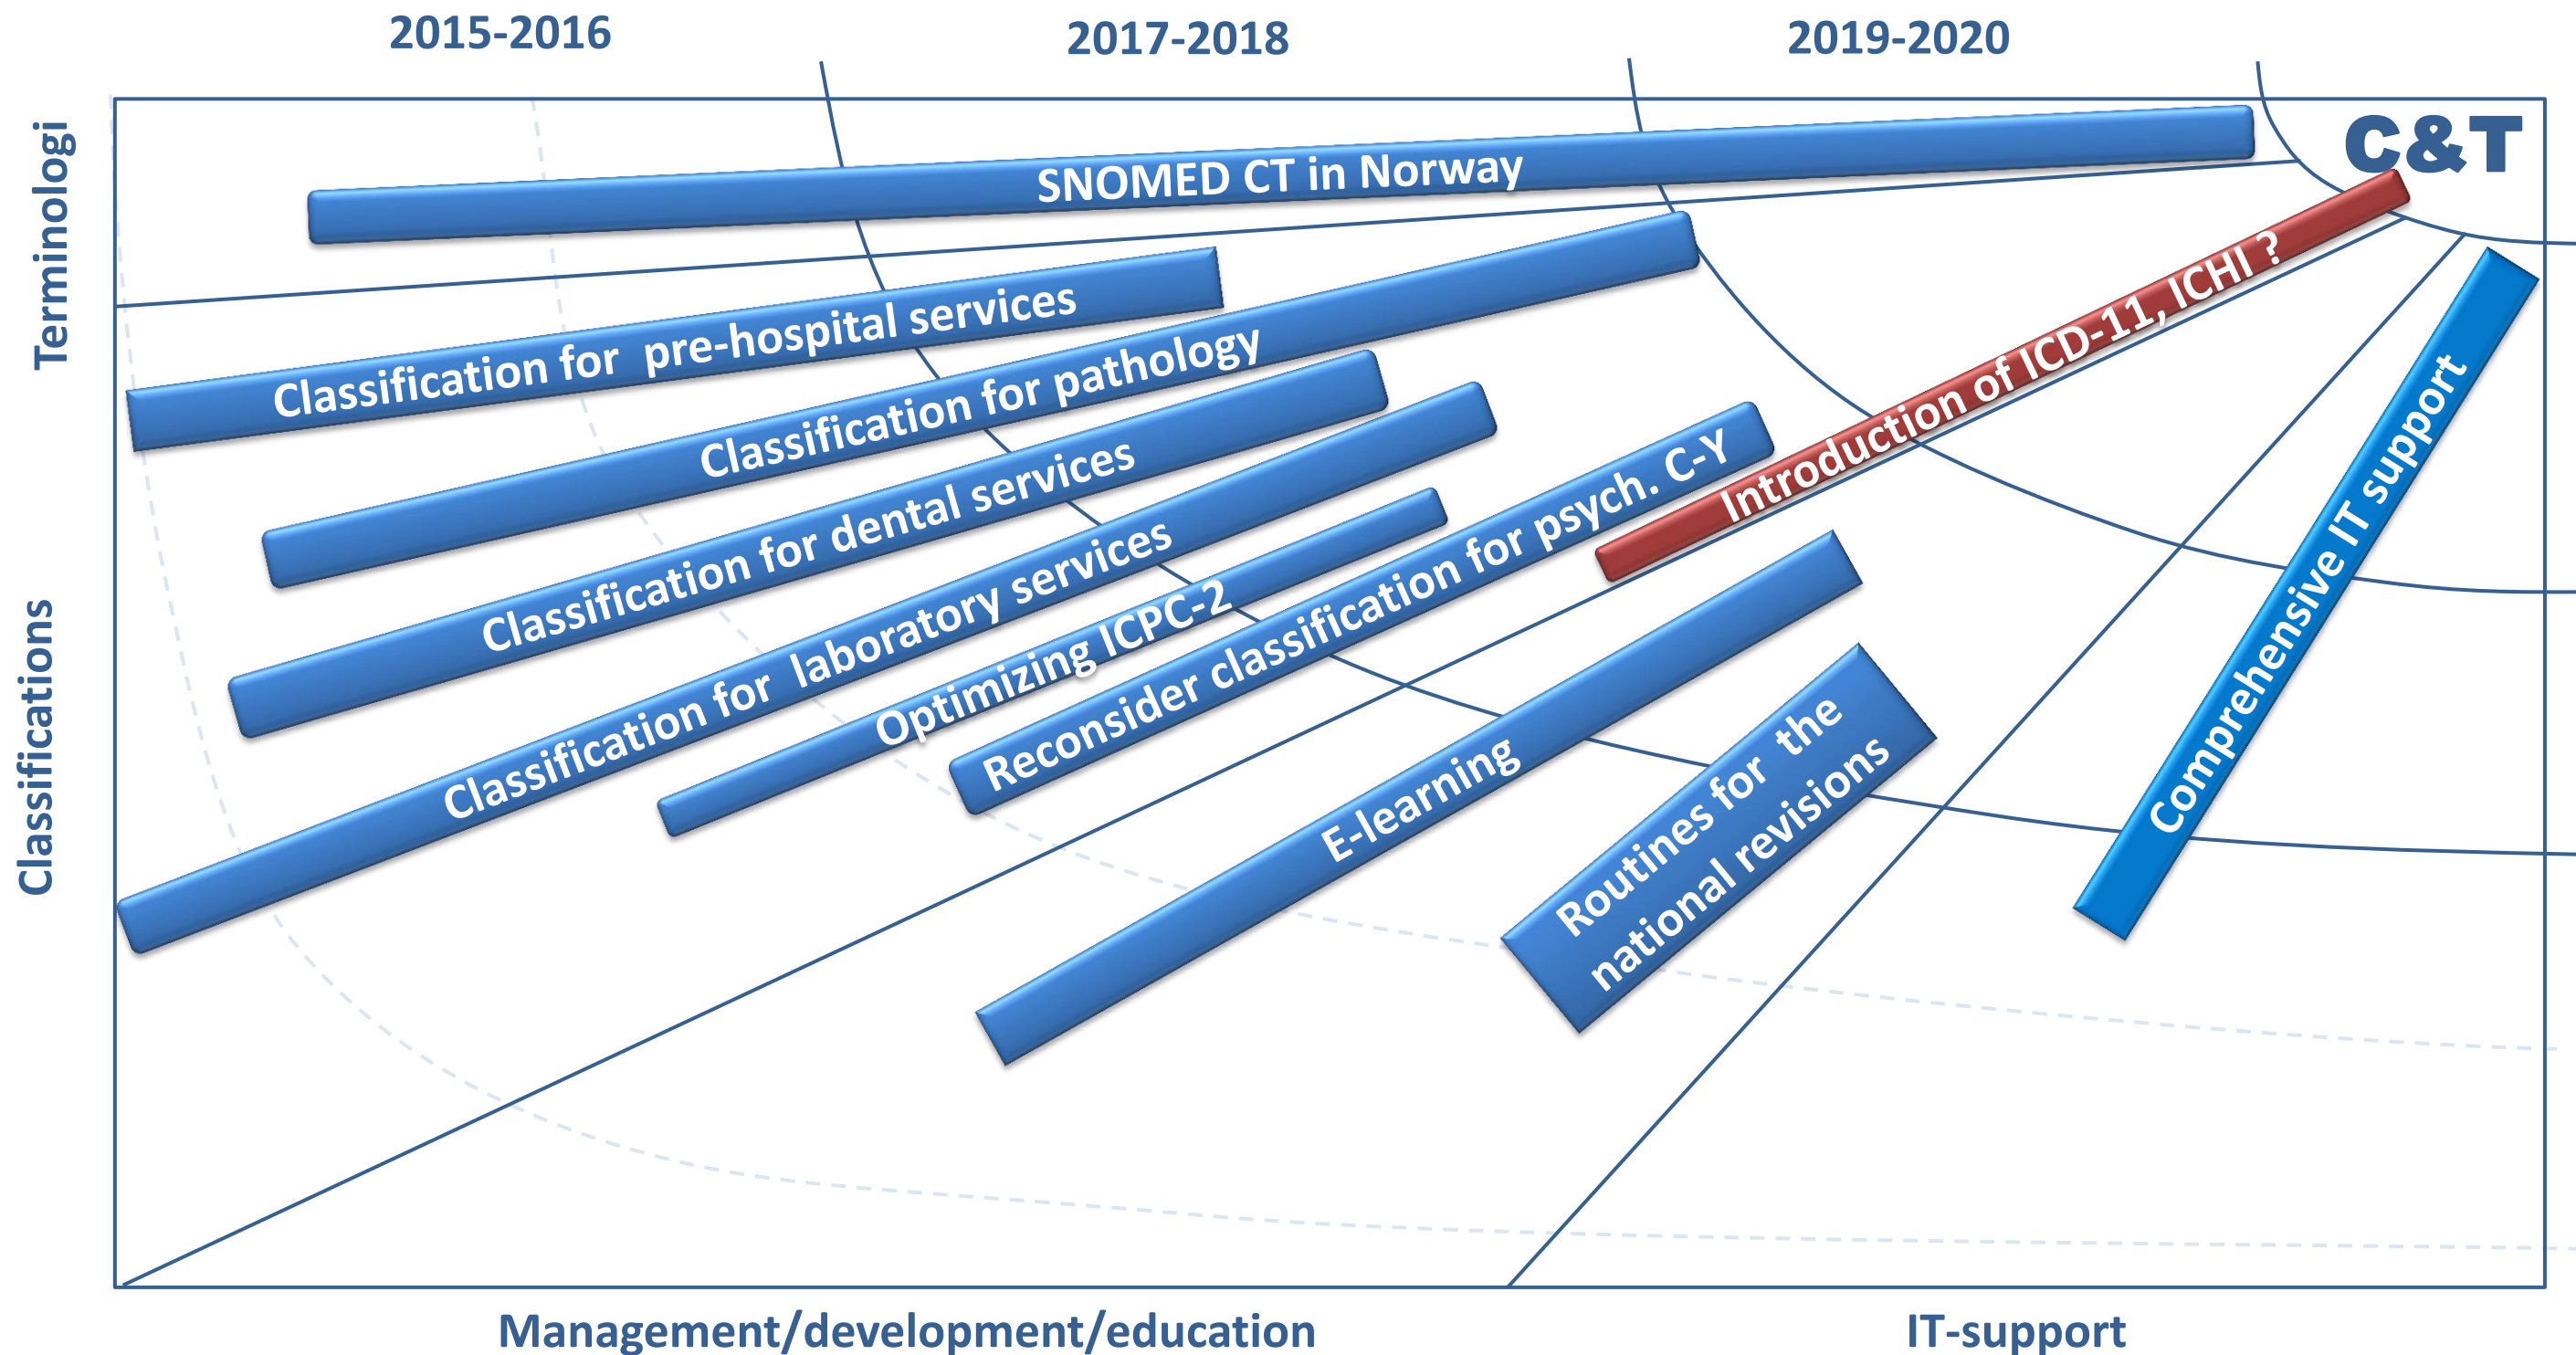 2015-2016
2017-2018
2019-2020
Terminologi
C&T
SNOMED CT in Norway
Classification for pre-hospital services
Classification for pathology
Classification for dental services
Classification for laboratory services
Optimizing ICPC-2
Reconsider classification for psych. C-Y
Introduction of ICD-11, ICHI ?
Classifications
E-learning
Routines for the
national revisions
Comprehensive IT support
Management/development/education
IT-support